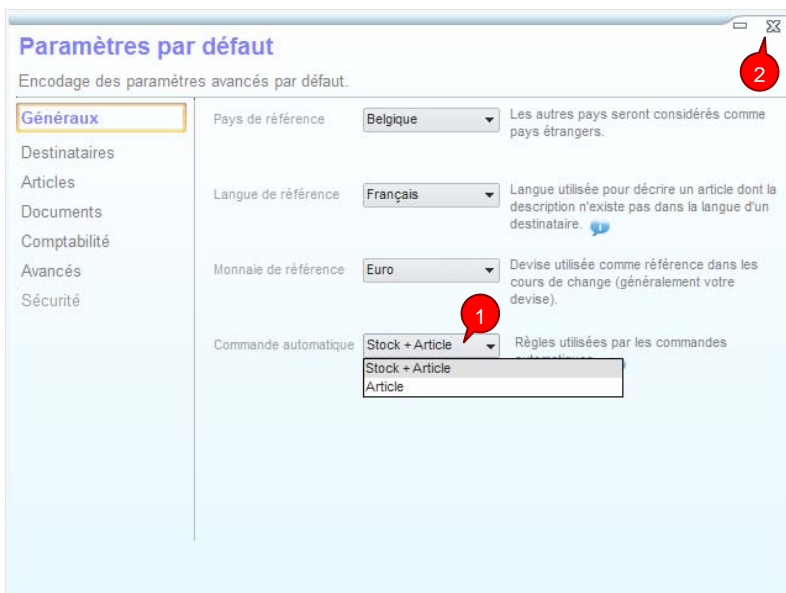 Paramètres par défaut
2
Encodage des paramètres avancés par défaut.
Généraux
Destinataires
Articles
Documents
Comptabilité
Avancés
Sécurité
Pays de référence
Belgique
Les autres pays seront considérés comme
pays étrangers.
Langue de référence
Français
Langue utilisée pour décrire un article dont la
description n'existe pas dans la langue d'un
destinataire.
Monnaie de référence
Euro
Devise utilisée comme référence dans les
cours de change (généralement votre
devise).
1
Commande automatique
Stock + Article
Règles utilisées par les commandes
Stock + Article
Article